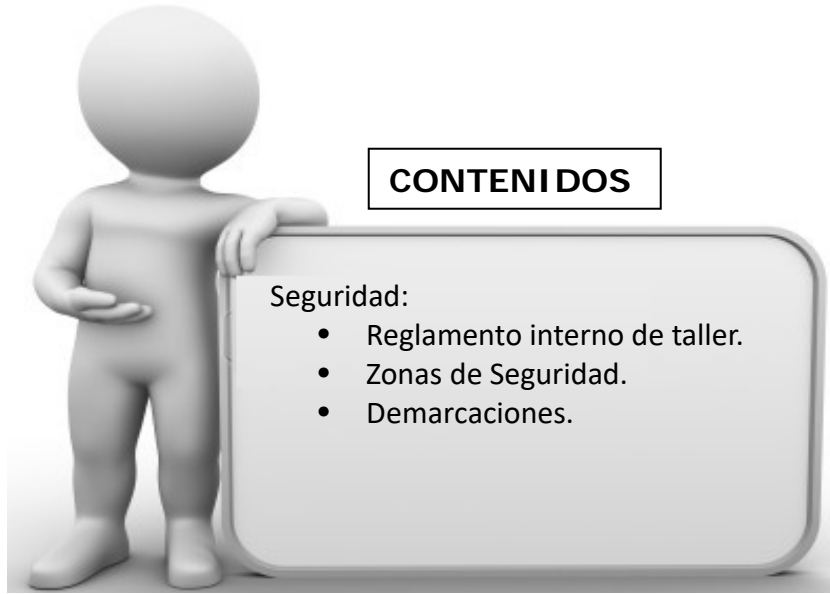 CONTENIDOS
Seguridad:
• Reglamento interno de taller.
• Zonas de Seguridad.
• Demarcaciones.